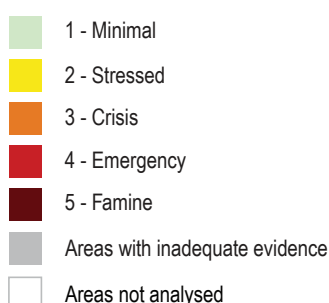 1 - Minimal
2 - Stressed
3 - Crisis
4 - Emergency
5 - Famine
Areas with inadequate evidence
Areas not analysed